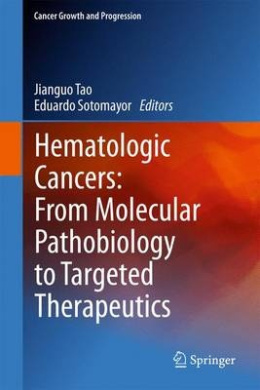 Cancer Growth and Progression
Jianguo Tao
Eduardo Sotomayor Editors
Hematologic
Cancers:
From Molecular
Pathobiology
to Targeted
Therapeutics
Springer